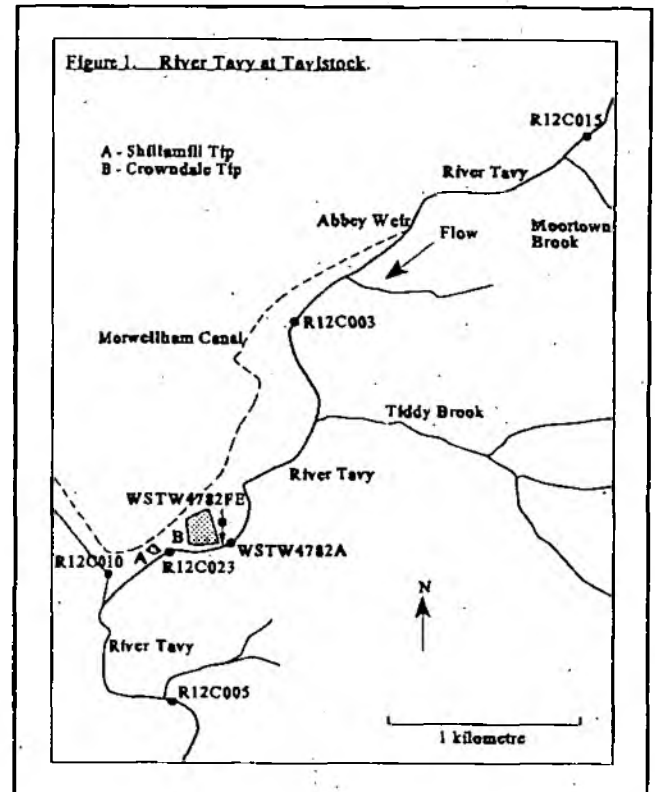 Figure 1. River Tavy at Tavistock.
R12C015
A - Shillamill Tip
B - Crowndale Tip
River Tavy
Abbey Weir
Flow
Moortown
Brook
R12C003
Morwellham Canal
Tiddy Brook
River Tavy
WSTW4782FE
B
WSTW4782A
A
R12C010
R12C023
N
River Tavy
R12C005
1 kilometre